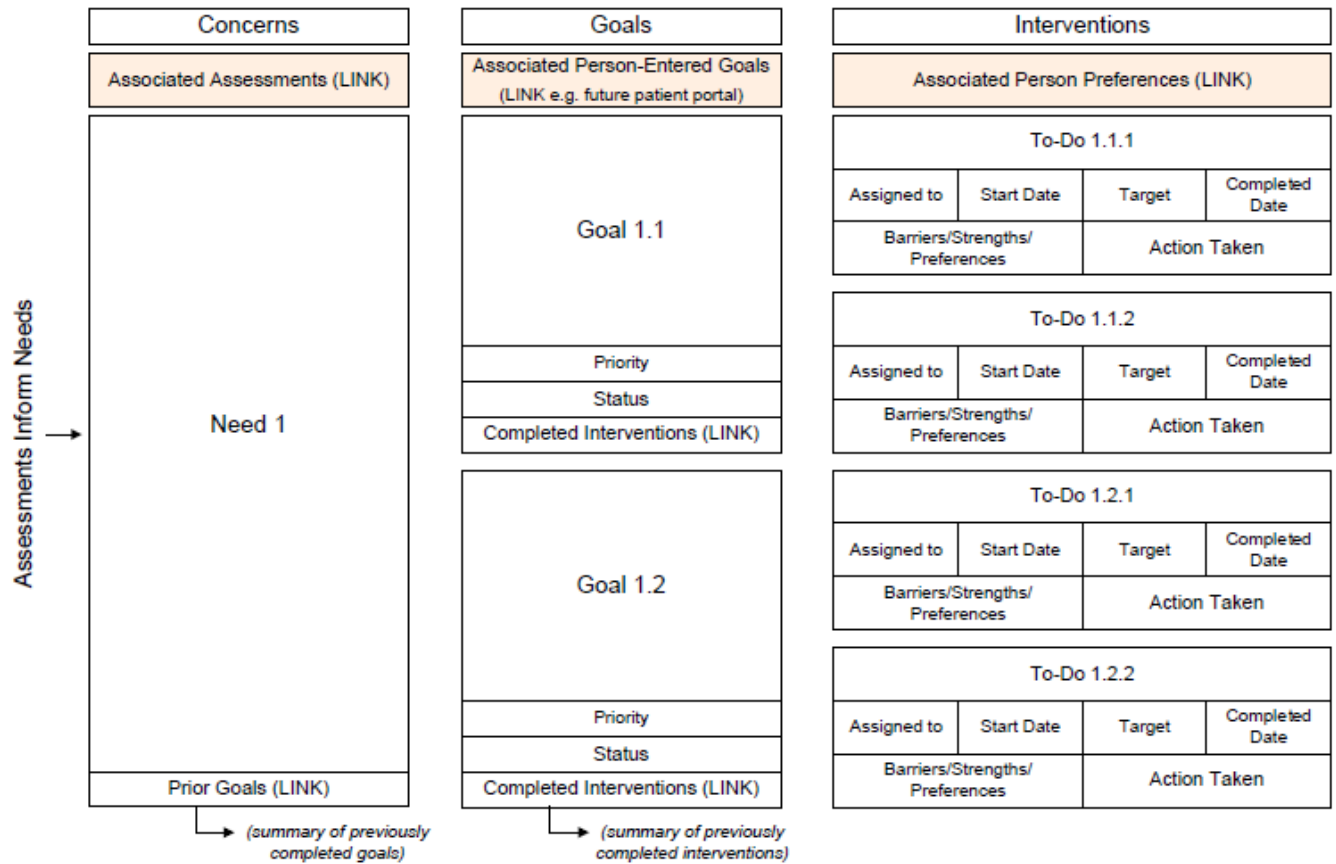 Concerns
Goals
Interventions
Associated Assessments (LINK)
Associated Person-Entered Goals
(LINK e.g. future patient portal)
Associated Person Preferences (LINK)
Assessments Inform Needs
Need 1
Prior Goals (LINK)
(summary of previously
completed goals)
Goal 1.1
Priority
Status
Completed Interventions (LINK)
Goal 1.2
Priority
Status
Completed Interventions (LINK)
(summary of previously
completed interventions)
To-Do 1.1.1
Assigned to
Start Date
Target
Completed
Date
Barriers/Strengths/
Preferences
Action Taken
To-Do 1.1.2
Assigned to
Start Date
Target
Completed
Date
Barriers/Strengths/
Preferences
Action Taken
To-Do 1.2.1
Assigned to
Start Date
Target
Completed
Date
Barriers/Strengths/
Preferences
Action Taken
To-Do 1.2.2
Assigned to
Start Date
Target
Completed
Date
Barriers/Strengths/
Preferences
Action Taken